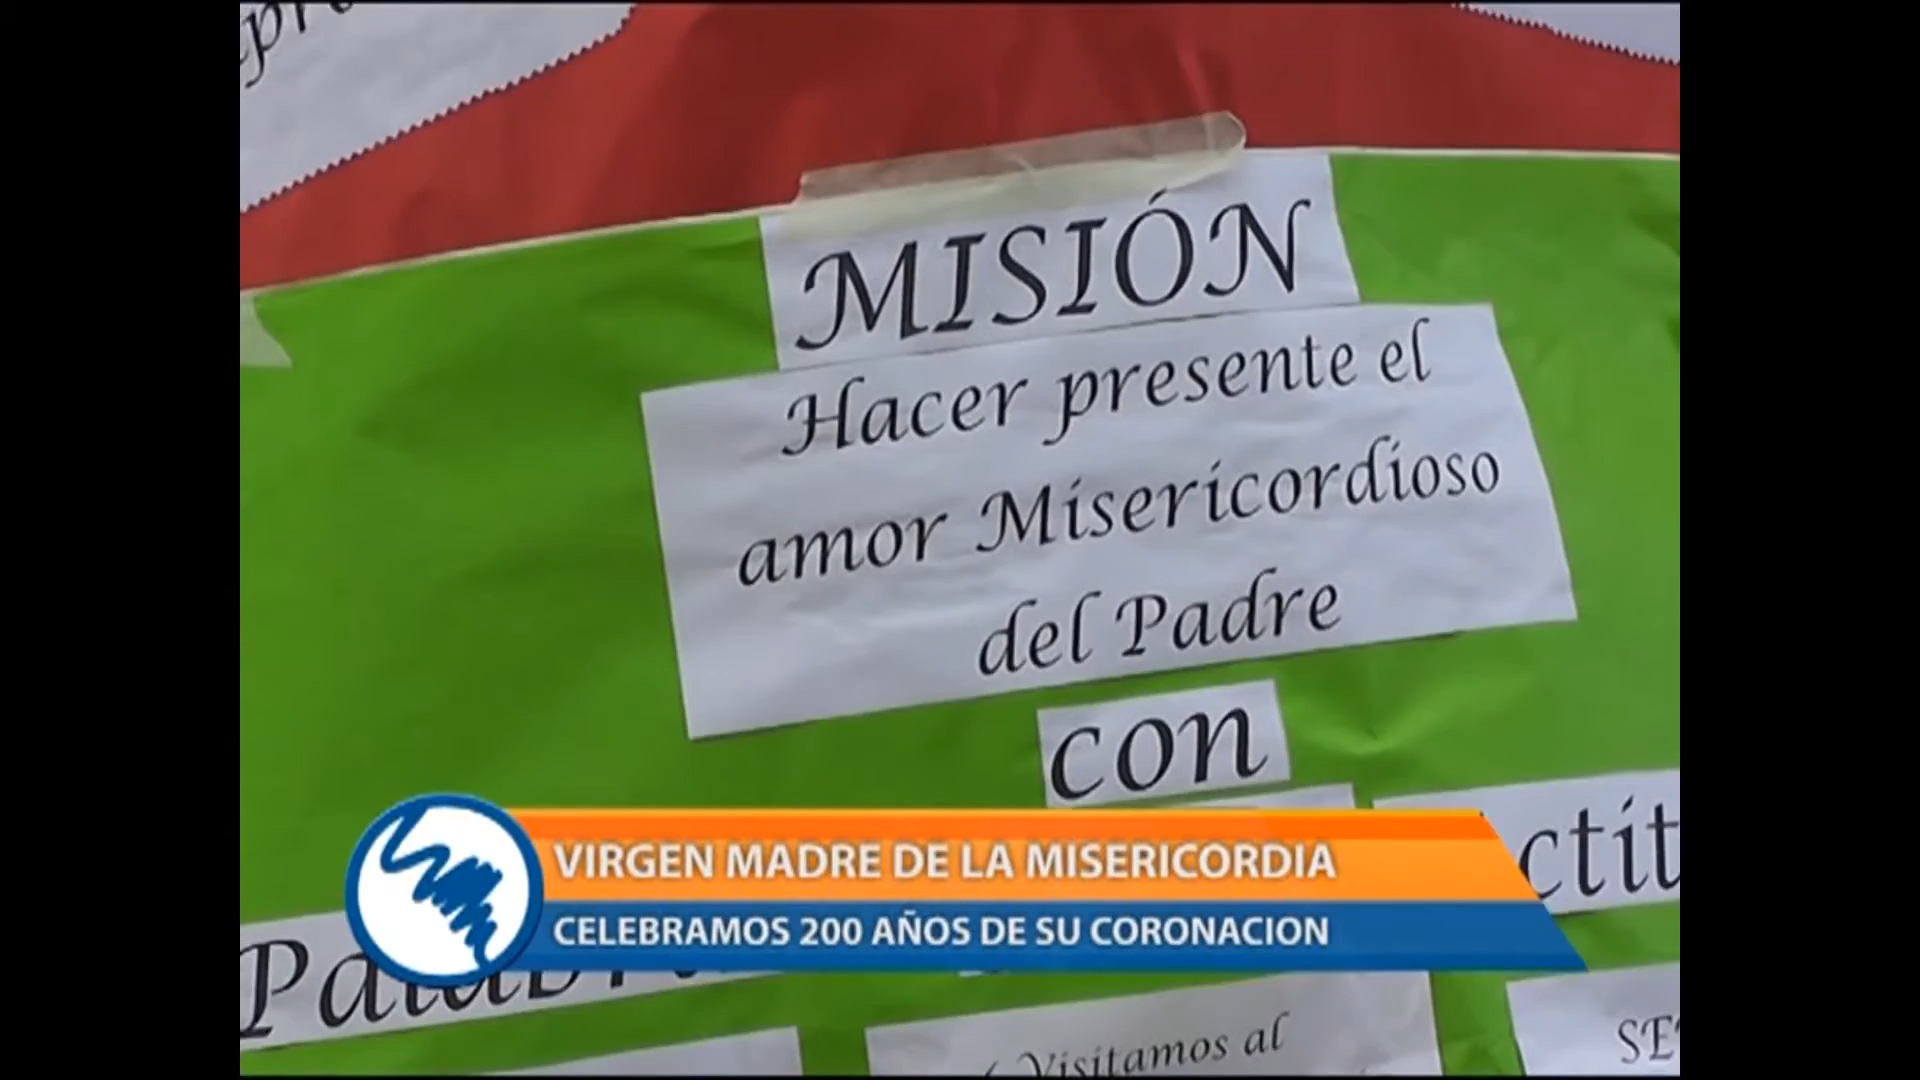 MISIÓN
Hacer presente el
amor Misericordioso
del Padre
con
VIRGEN MADRE DE LA MISERICORDIA
CELEBRAMOS 200 AÑOS DE SU CORONACION
Visitamos al